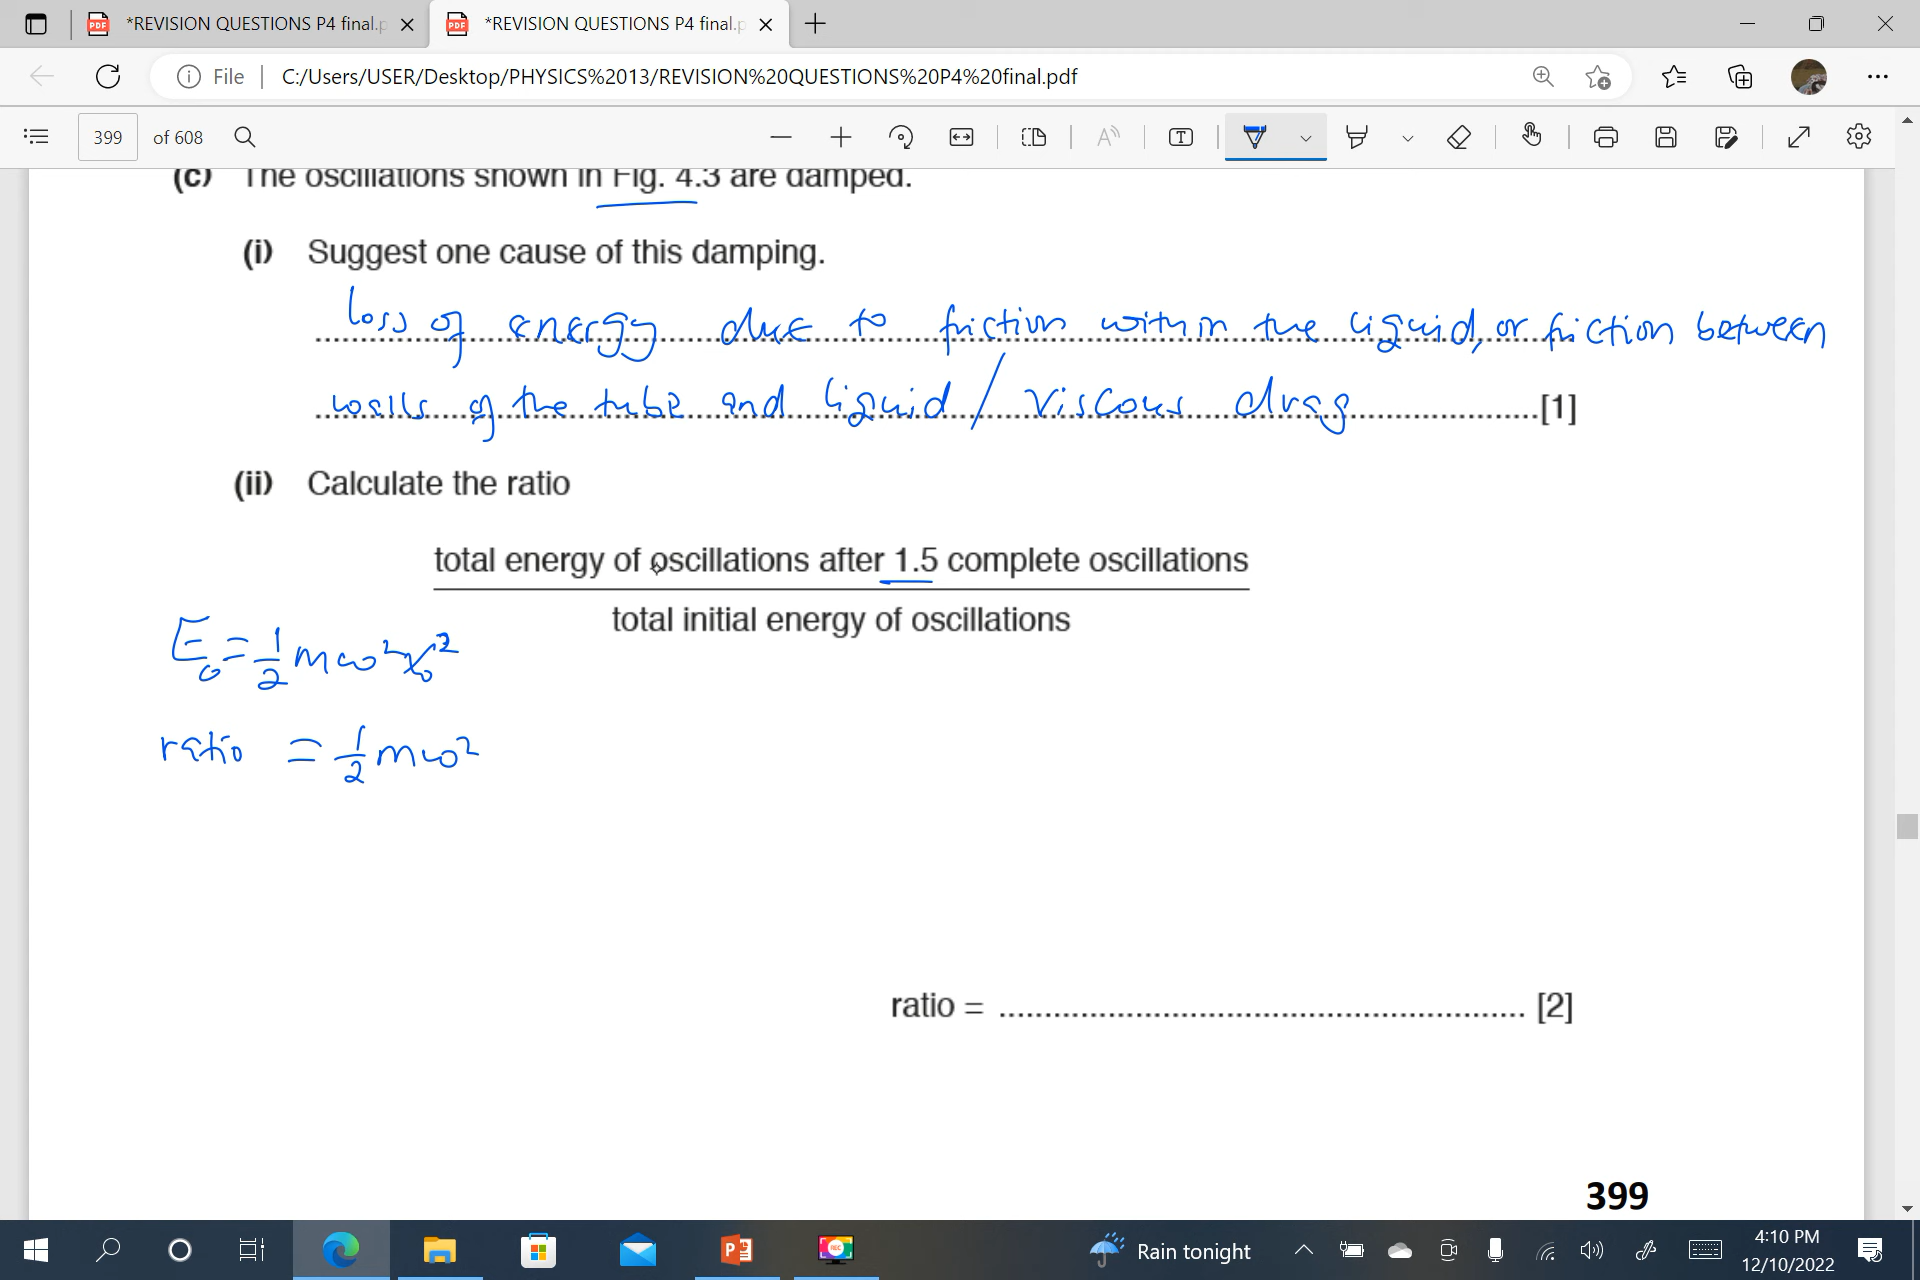 *REVISION QUESTIONS P4 final.p
*REVISION QUESTIONS P4 final.p
File
C:/Users/USER/Desktop/PHYSICS%2013/REVISION%20QUESTIONS%20P4%20final.pdf
399 of 608
(c) The oscillations shown in Fig. 4.3 are damped.
(i) Suggest one cause of this damping.
loss of energy due to friction within the liquid, or friction between
walls of the tube and liquid / viscous drag [1]
(ii) Calculate the ratio
total energy of oscillations after 1.5 complete oscillations
total initial energy of oscillations
E₀ = 1/2 mω²x₀²
ratio = 1/2 mω²
ratio = ........................................................ [2]
399
Rain tonight
4:10 PM
12/10/2022